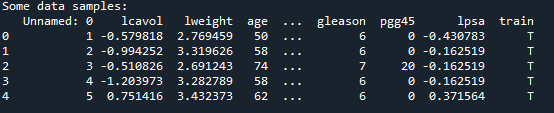 Some data samples:
Unnamed: 0 lcavol lweight age ... gleason pgg45 lpsa train
0 1 -0.579818 2.769459 50 ... 6 0 -0.430783 T
1 2 -0.994252 3.319626 58 ... 6 0 -0.162519 T
2 3 -0.510826 2.691243 74 ... 7 20 -0.162519 T
3 4 -1.203973 3.282789 58 ... 6 0 -0.162519 T
4 5 0.751416 3.432373 62 ... 6 0 0.371564 T